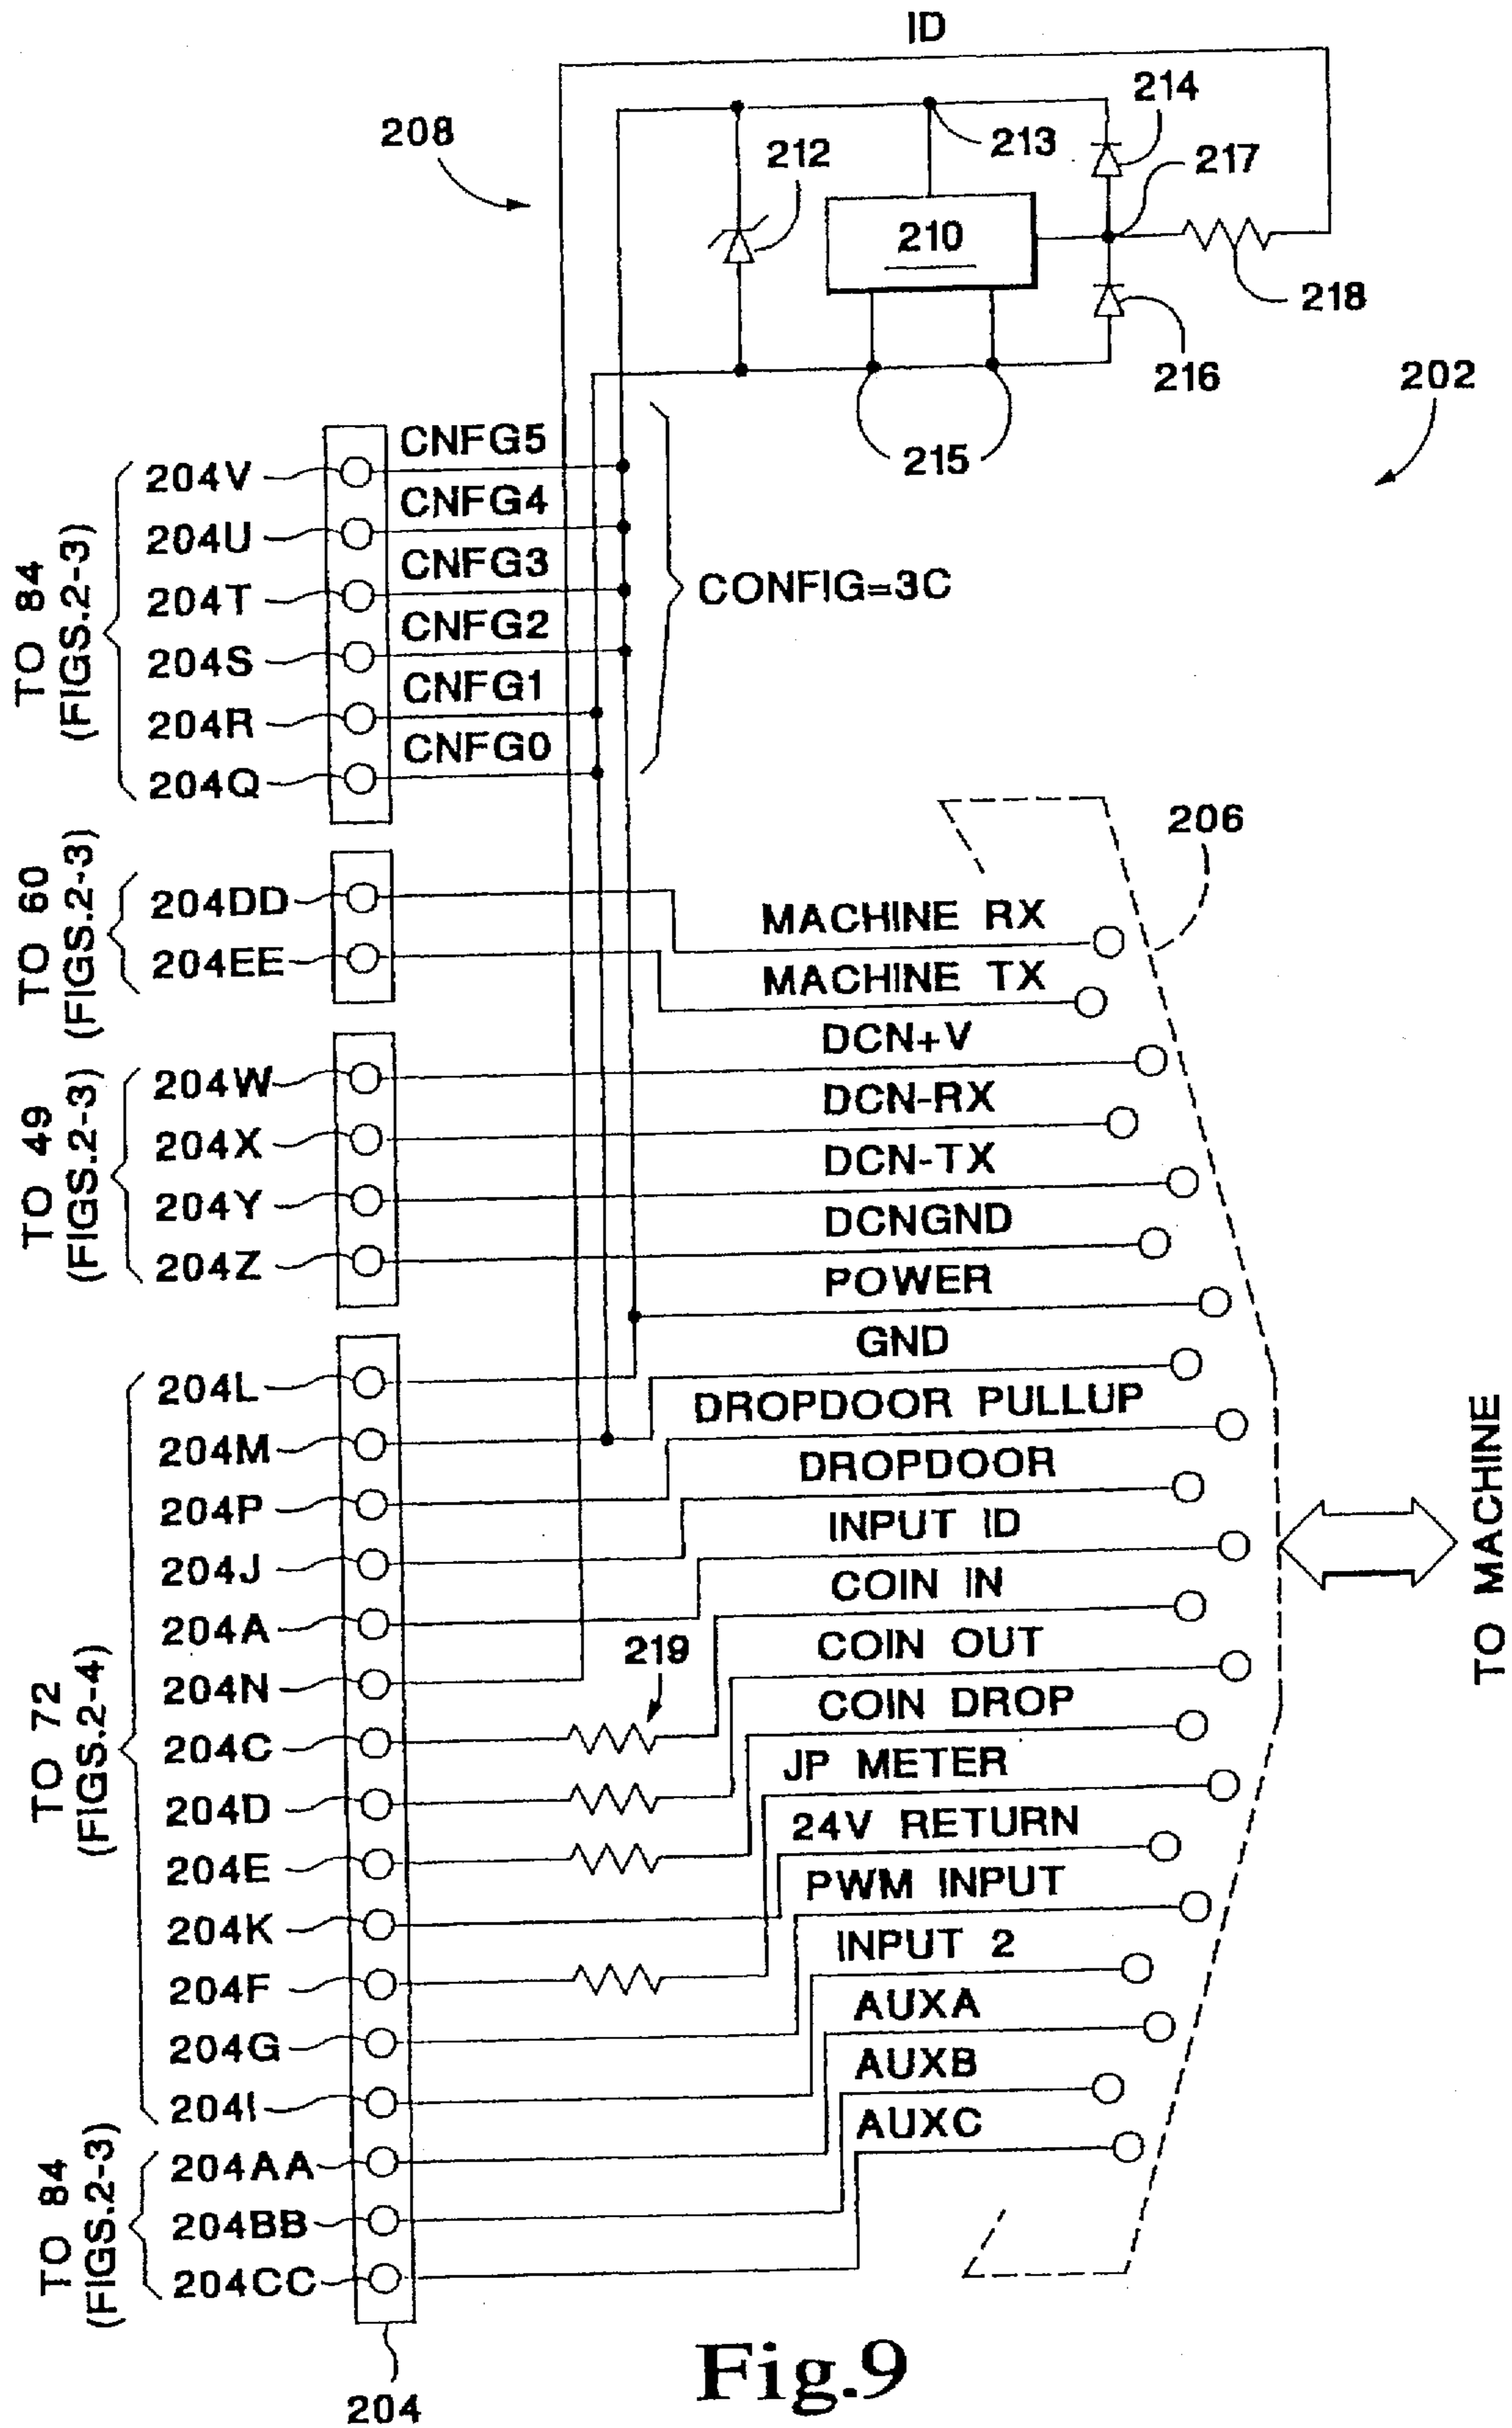 ID
208
212
213
214
217
210
218
216
215
202
TO 84
(FIGS.2-3)
204V
CNFG5
204U
CNFG4
204T
CNFG3
204S
CNFG2
204R
CNFG1
204Q
CNFG0
CONFIG=3C
206
TO 60
(FIGS.2-3)
204DD
MACHINE RX
204EE
MACHINE TX
TO 49
(FIGS.2-3)
204W
DCN+V
204X
DCN-RX
204Y
DCN-TX
204Z
DCNGND
POWER
GND
TO 72
(FIGS.2-4)
204L
204M
DROPDOOR PULLUP
204P
DROPDOOR
204J
INPUT ID
204A
COIN IN
204N
219
COIN OUT
204C
COIN DROP
204D
JP METER
204E
24V RETURN
204K
PWM INPUT
204F
INPUT 2
204G
AUXA
204I
AUXB
AUXC
TO MACHINE
TO 84
(FIGS.2-3)
204AA
204BB
204CC
204
Fig.9